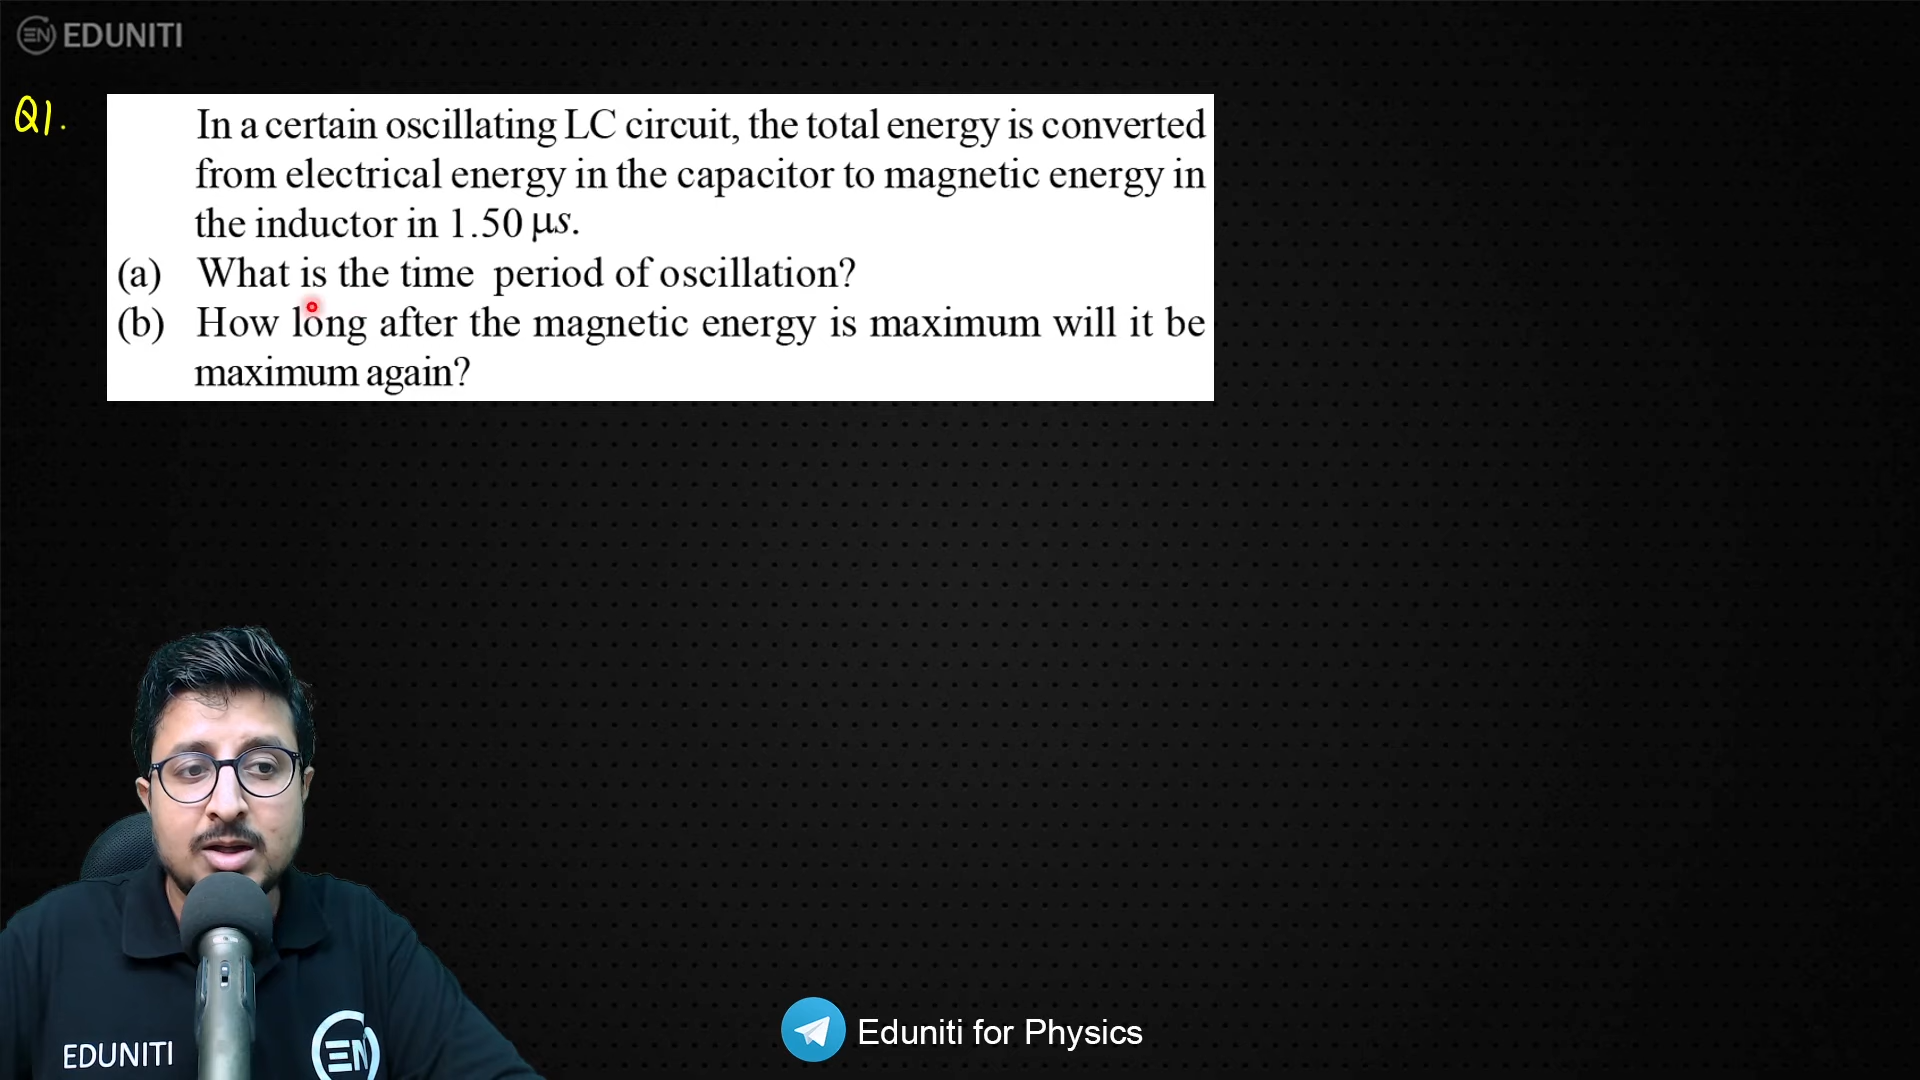 EN EDUNITI
Q1.
In a certain oscillating LC circuit, the total energy is converted
from electrical energy in the capacitor to magnetic energy in
the inductor in 1.50 μs.
(a) What is the time period of oscillation?
(b) How long after the magnetic energy is maximum will it be
maximum again?
EDUNITI
EN
Eduniti for Physics